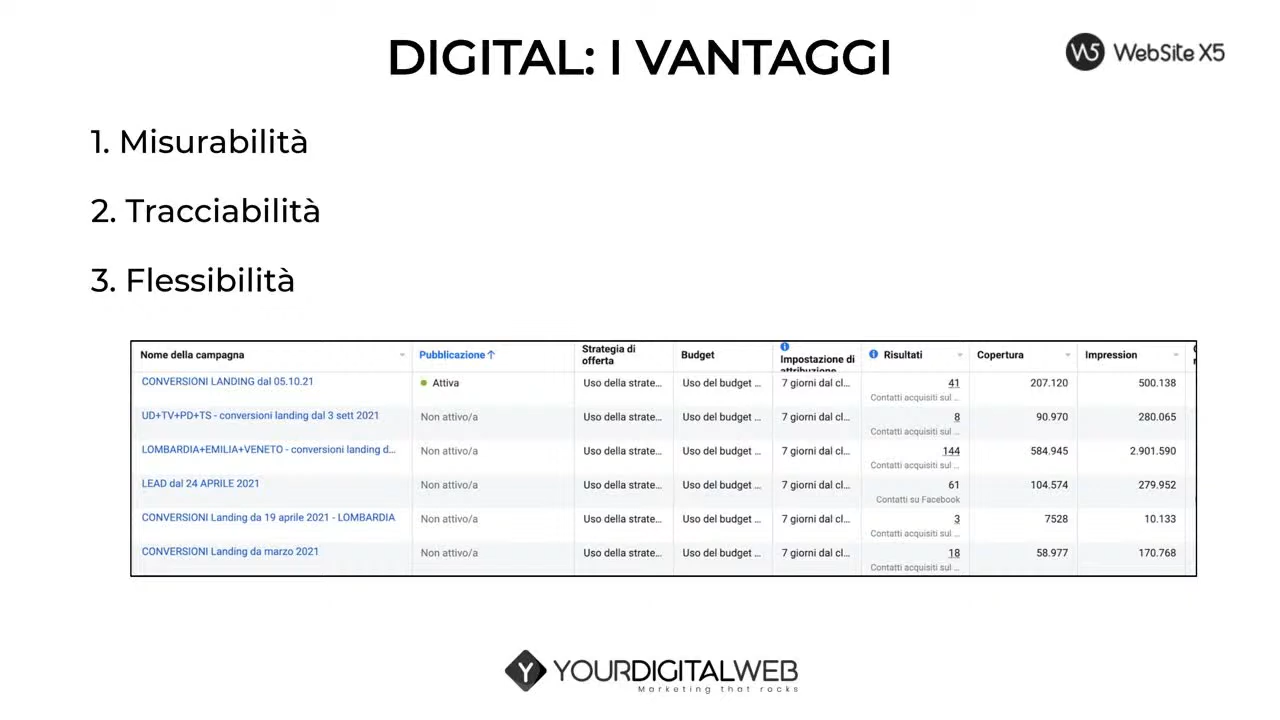 DIGITAL: I VANTAGGI
W5 WebSite X5
1. Misurabilità
2. Tracciabilità
3. Flessibilità
Nome della campagna Pubblicazione↑ Strategia di offerta Budget Impostazione di attribuzione Risultati Copertura Impression
CONVERSIONI LANDING dal 05.10.21 Attiva Uso della strate... Uso del budget ... 7 giorni dal cl... 41 207.120 500.138
Contatti acquisiti sul ...
UD+TV+PD+TS - conversioni landing dal 3 sett 2021 Non attivo/a Uso della strate... Uso del budget ... 7 giorni dal cl... 8 90.970 280.065
Contatti acquisiti sul ...
LOMBARDIA+EMILIA+VENETO - conversioni landing d... Non attivo/a Uso della strate... Uso del budget ... 7 giorni dal cl... 144 584.945 2.901.590
Contatti acquisiti sul ...
LEAD dal 24 APRILE 2021 Non attivo/a Uso della strate... Uso del budget ... 7 giorni dal cl... 61 104.574 279.952
Contatti su Facebook
CONVERSIONI Landing da 19 aprile 2021 - LOMBARDIA Non attivo/a Uso della strate... Uso del budget ... 7 giorni dal cl... 3 7528 10.133
Contatti acquisiti sul ...
CONVERSIONI Landing da marzo 2021 Non attivo/a Uso della strate... Uso del budget ... 7 giorni dal cl... 18 58.977 170.768
Contatti acquisiti sul ...
Y YOURDIGITALWEB
Marketing that rocks